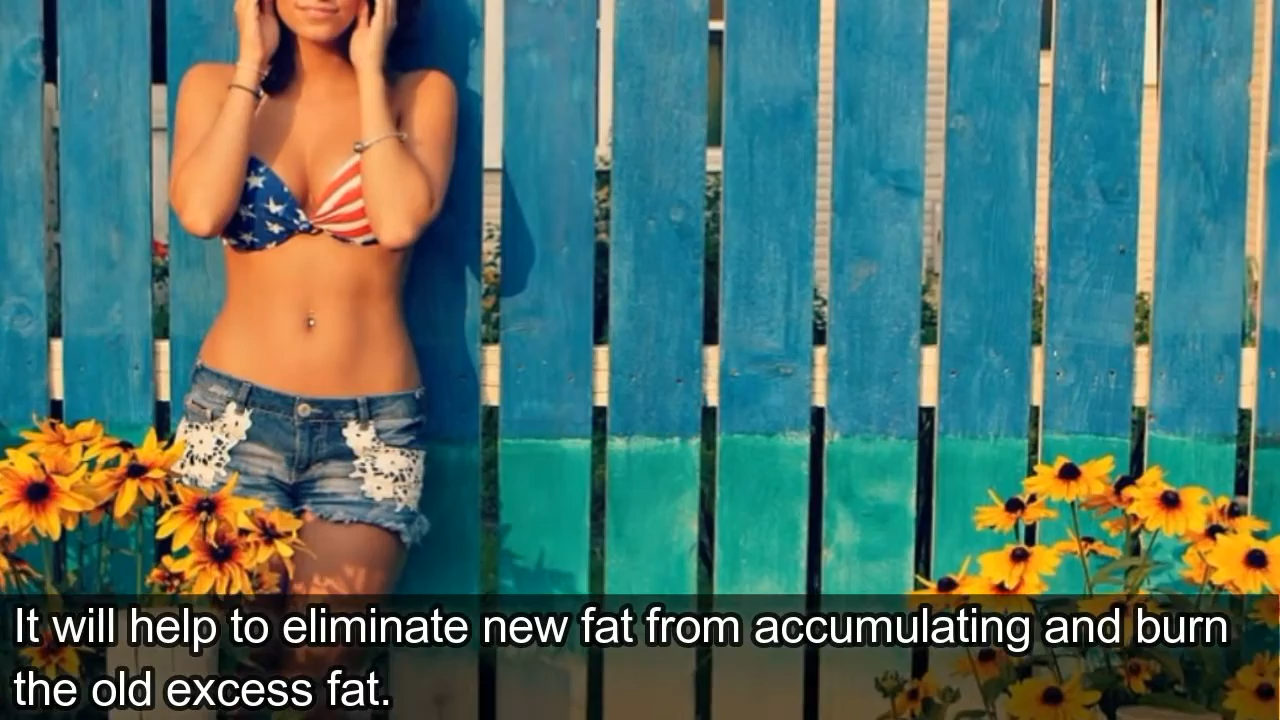 It will help to eliminate new fat from accumulating and burn
the old excess fat.